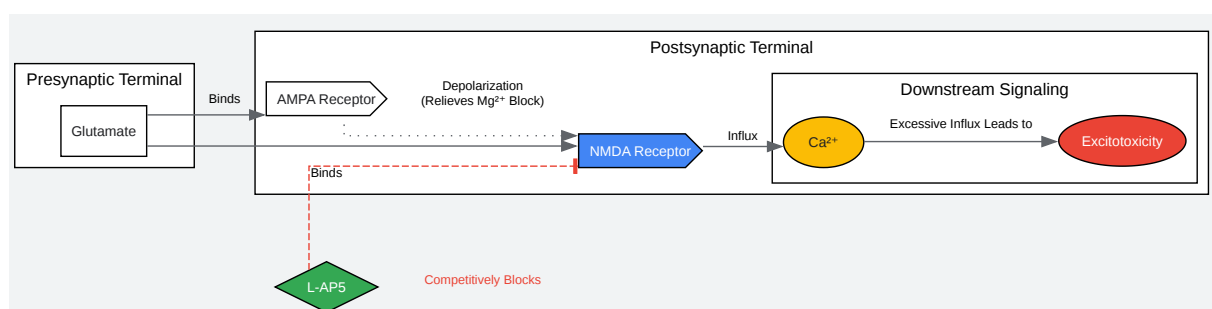 Postsynaptic Terminal
Presynaptic Terminal
Glutamate
Binds
AMPA Receptor
Depolarization
(Relieves Mg²⁺ Block)
Downstream Signaling
NMDA Receptor
Influx
Ca²⁺
Excessive Influx Leads to
Excitotoxicity
Binds
L-AP5
Competitively Blocks